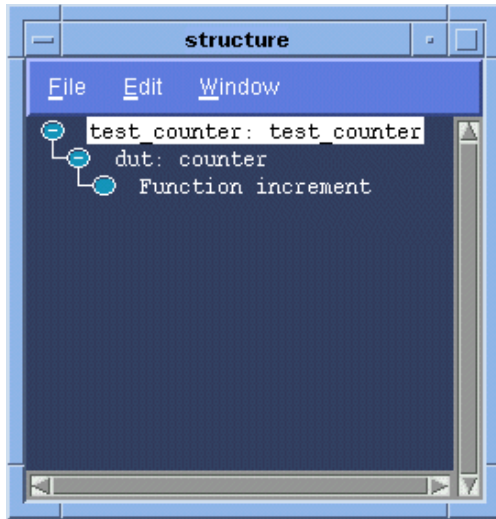 structure
File Edit Window
test_counter: test_counter
dut: counter
Function increment